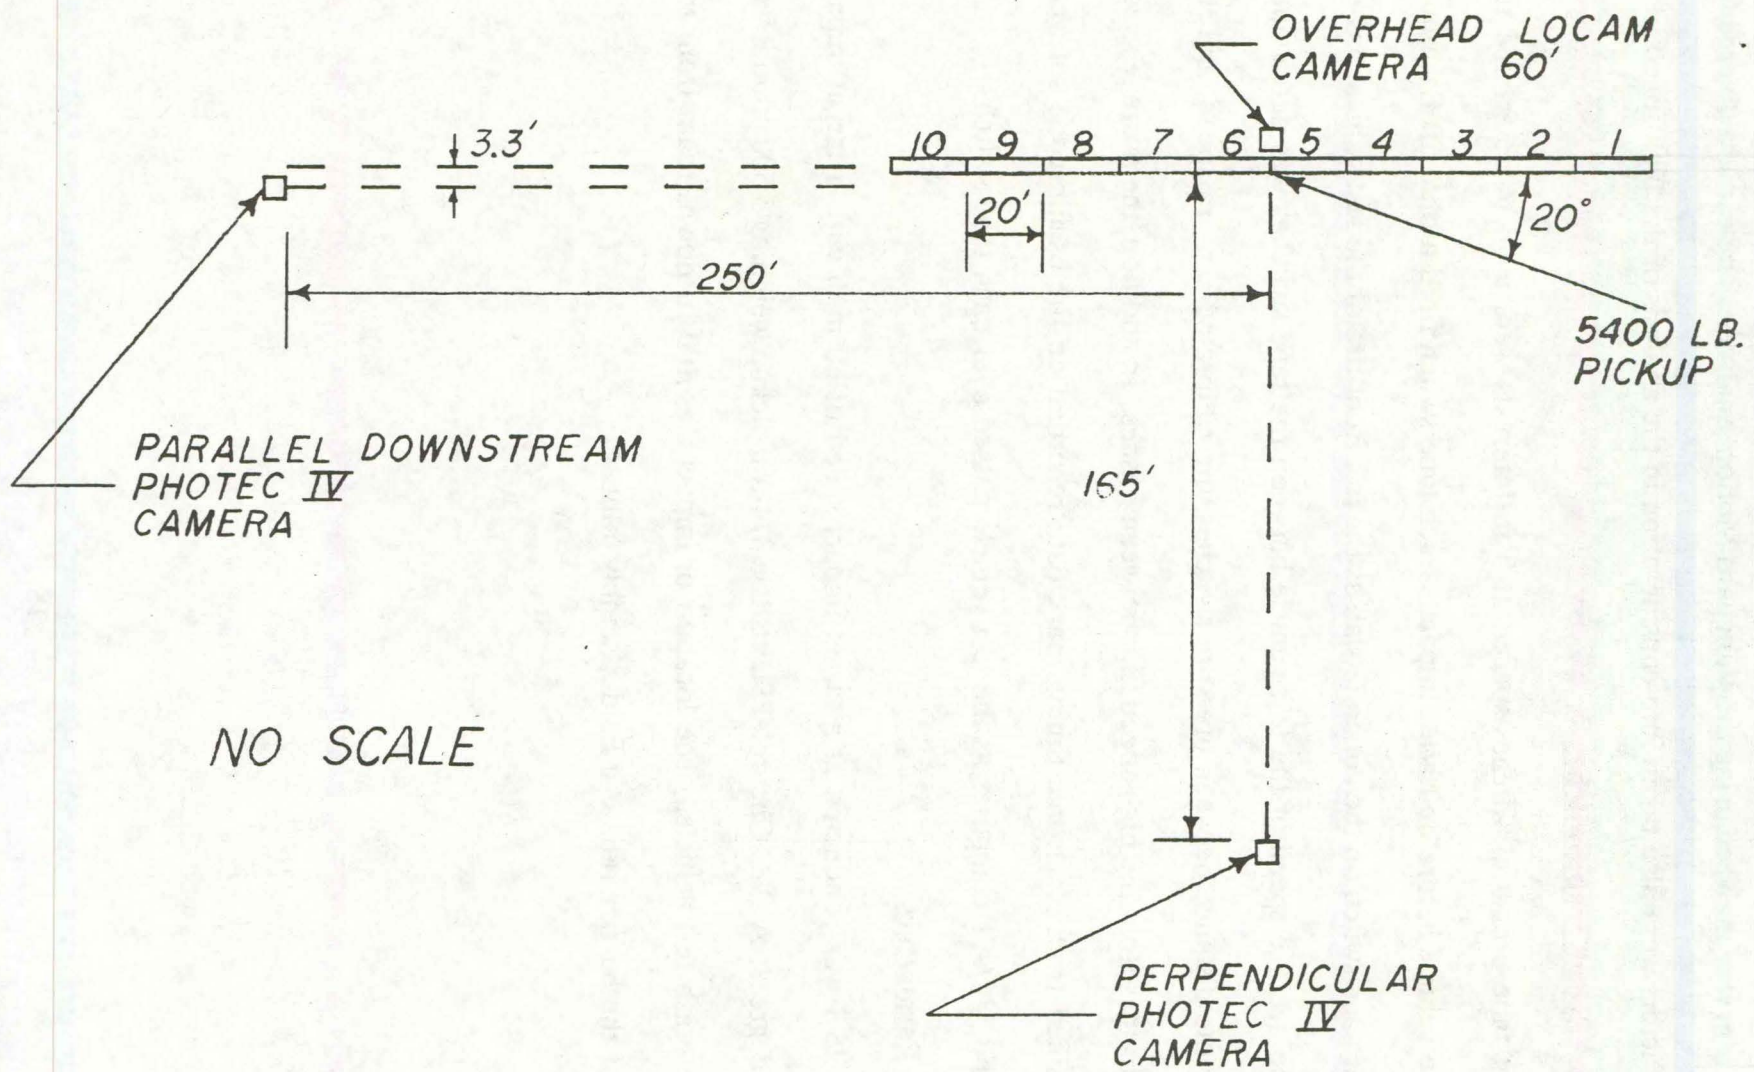 OVERHEAD LOCAM
CAMERA 60'
3.3'
10 9 8 7 6 5 4 3 2 1
20'
20°
250'
5400 LB.
PICKUP
PARALLEL DOWNSTREAM
PHOTEC IV
CAMERA
165'
NO SCALE
PERPENDICULAR
PHOTEC IV
CAMERA